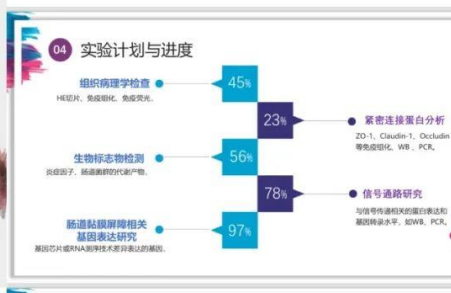 04 实验计划与进度
组织病理学检查
HE切片、免疫组化、免疫荧光。
45%
23%
紧密连接蛋白分析
ZO-1、Claudin-1、Occludin
等免疫组化、WB 、PCR。
生物标志物检测
炎症因子、肠道菌群的代谢产物。
56%
78%
信号通路研究
与信号传递相关的蛋白表达和
基因转录水平，如WB、PCR。
肠道黏膜屏障相关
基因表达研究
基因芯片或RNA测序技术差异表达的基因。
97%